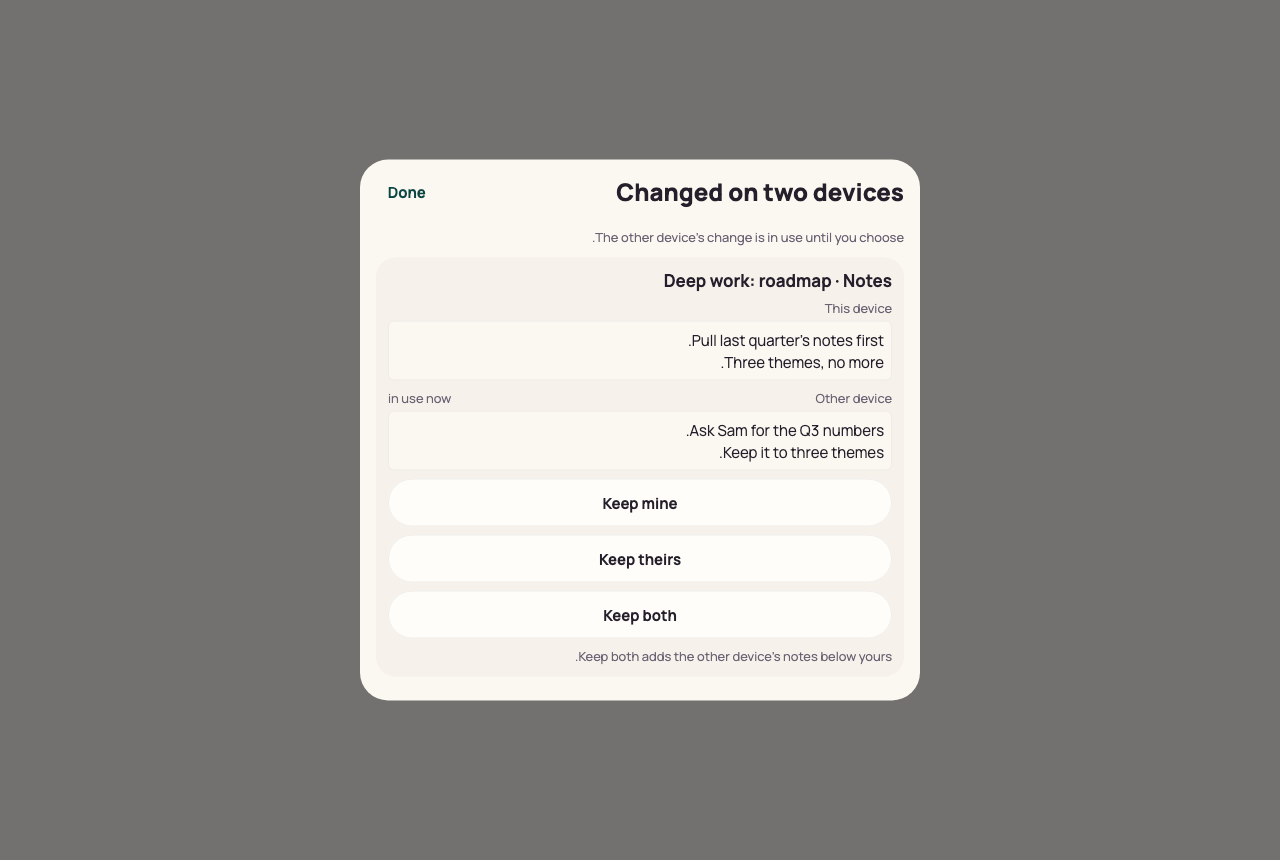 Changed on two devices
Done
.The other device's change is in use until you choose
Deep work: roadmap · Notes
This device
.Pull last quarter's notes first
.Three themes, no more
Other device
in use now
.Ask Sam for the Q3 numbers
.Keep it to three themes
Keep mine
Keep theirs
Keep both
.Keep both adds the other device's notes below yours